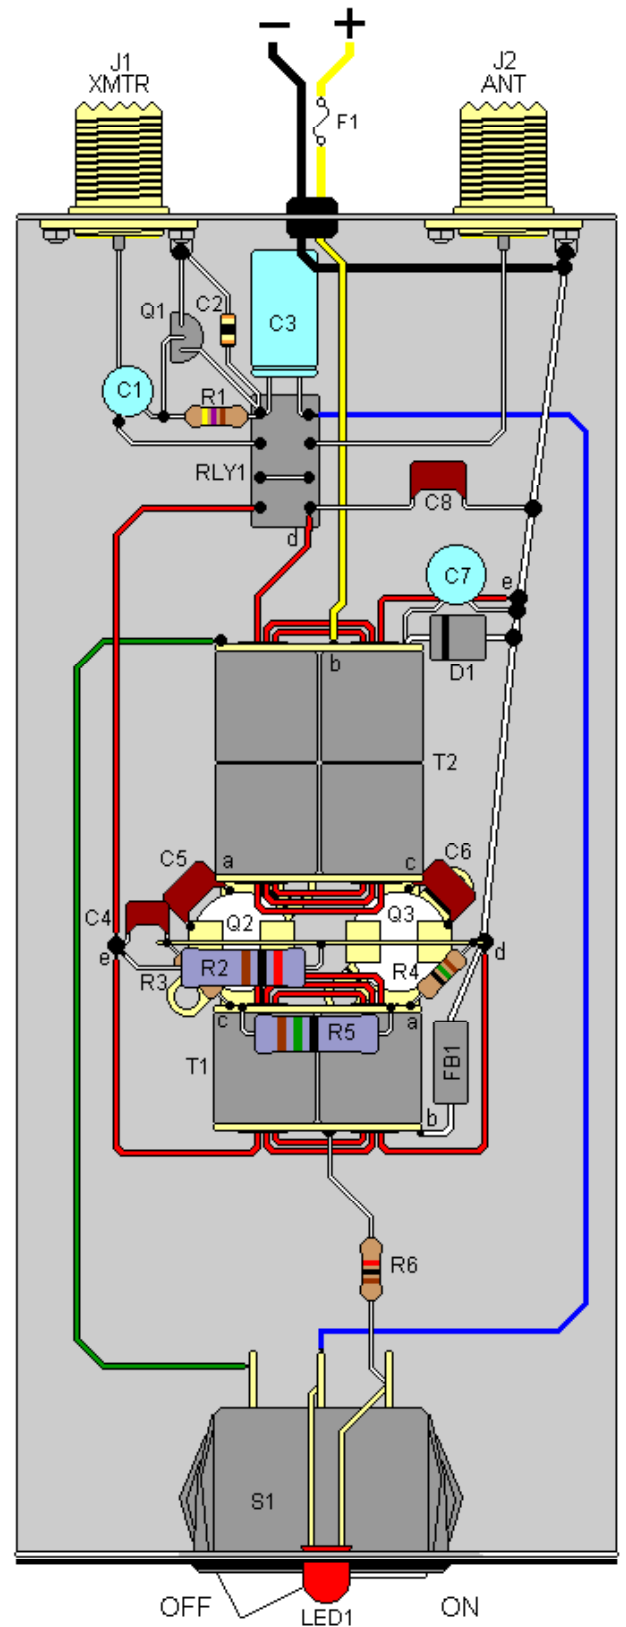 − +
J1
XMTR
J2
ANT
F1
Q1
C2
C3
C1
R1
RLY1
C8
d
C7
e
b
D1
T2
a
c
C5
C6
C4
Q2
Q3
e
d
R3
R2
R4
c
a
R5
T1
FB1
b
R6
S1
OFF
LED1
ON